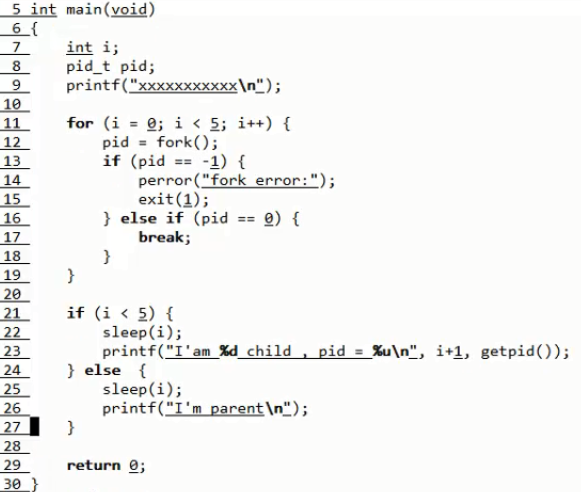 5 int main(void)
6 {
7     int i;
8     pid_t pid;
9     printf("xxxxxxxxxxx\n");
10
11     for (i = 0; i < 5; i++) {
12         pid = fork();
13         if (pid == -1) {
14             perror("fork error:");
15             exit(1);
16         } else if (pid == 0) {
17             break;
18         }
19     }
20
21     if (i < 5) {
22         sleep(i);
23         printf("I'am %d child , pid = %u\n", i+1, getpid());
24     } else  {
25         sleep(i);
26         printf("I'm parent\n");
27     }
28
29     return 0;
30 }